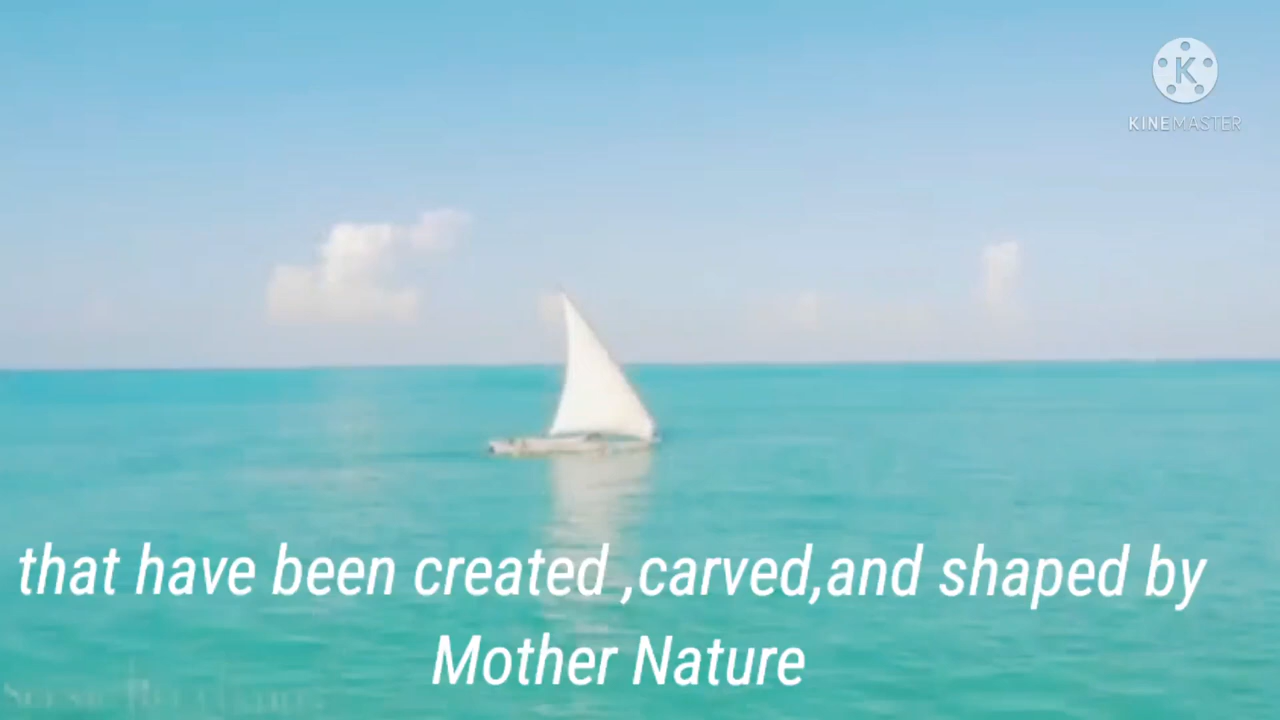 K
KINEMASTER
that have been created ,carved,and shaped by
Mother Nature